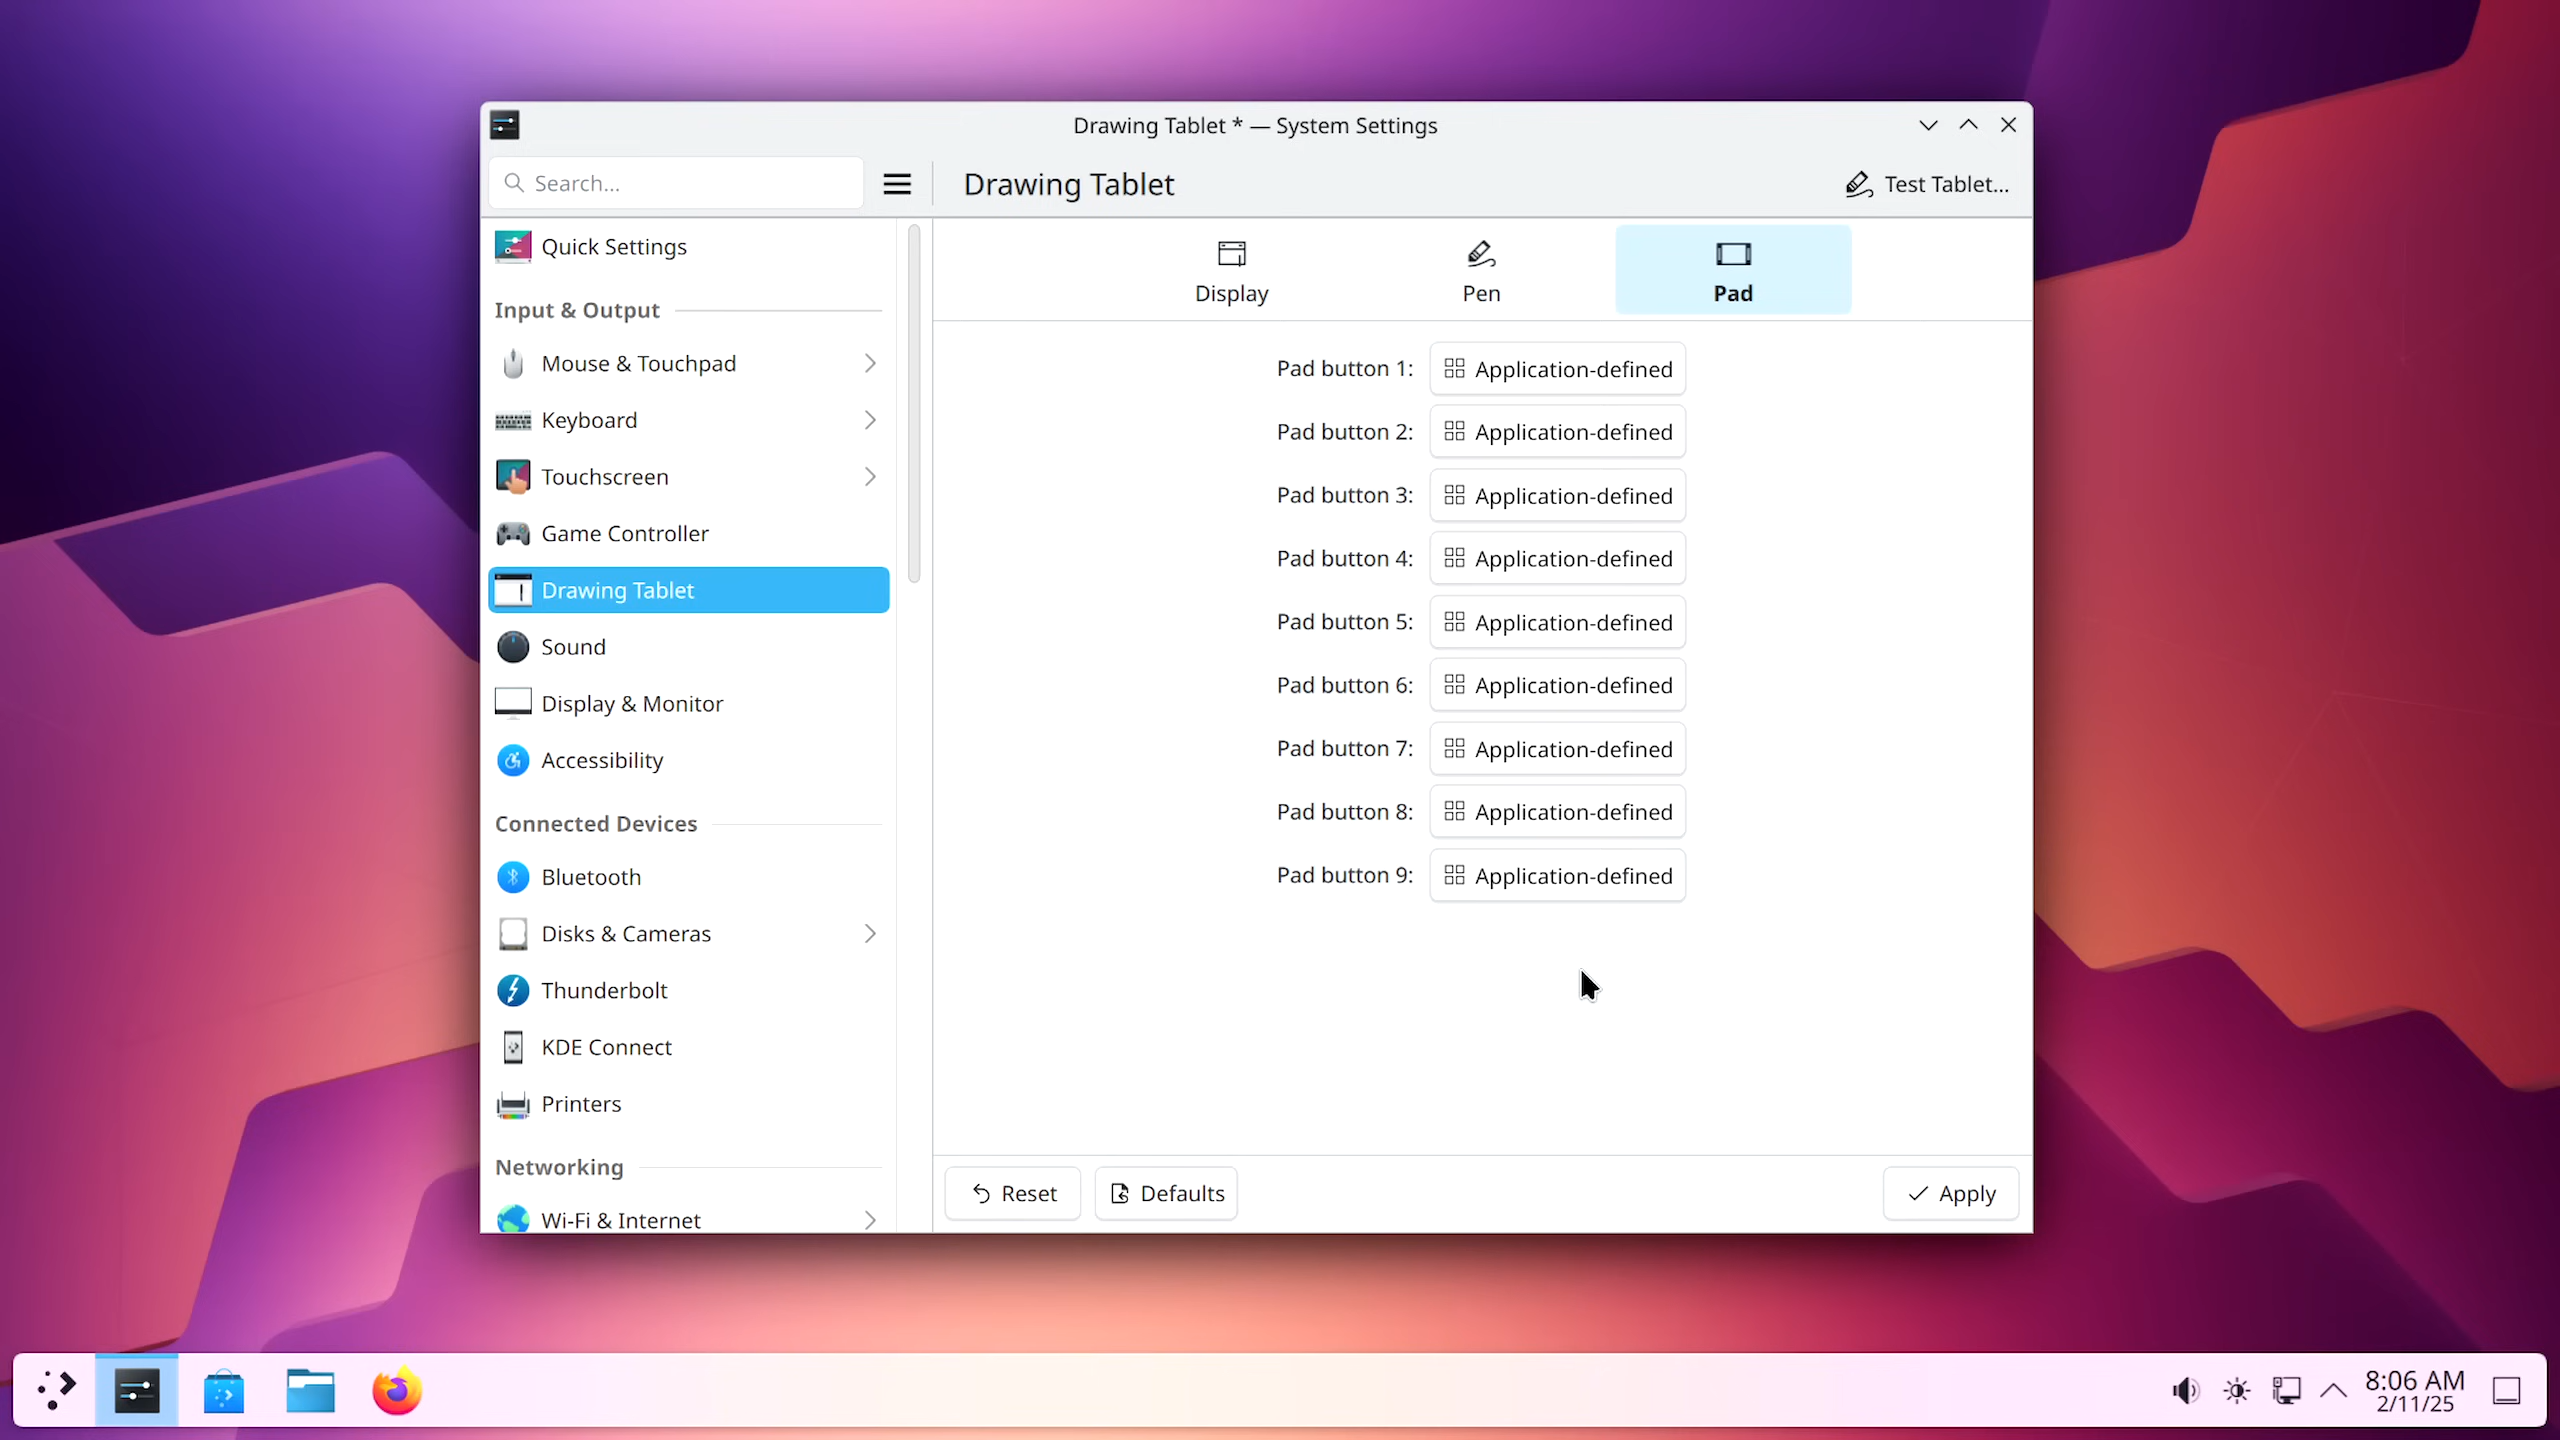 Drawing Tablet * — System Settings
Search...
Drawing Tablet
Test Tablet...
Quick Settings
Input & Output
Mouse & Touchpad
Keyboard
Touchscreen
Game Controller
Drawing Tablet
Sound
Display & Monitor
Accessibility
Connected Devices
Bluetooth
Disks & Cameras
Thunderbolt
KDE Connect
Printers
Networking
Wi-Fi & Internet
Display
Pen
Pad
Pad button 1: Application-defined
Pad button 2: Application-defined
Pad button 3: Application-defined
Pad button 4: Application-defined
Pad button 5: Application-defined
Pad button 6: Application-defined
Pad button 7: Application-defined
Pad button 8: Application-defined
Pad button 9: Application-defined
Reset
Defaults
Apply
8:06 AM
2/11/25